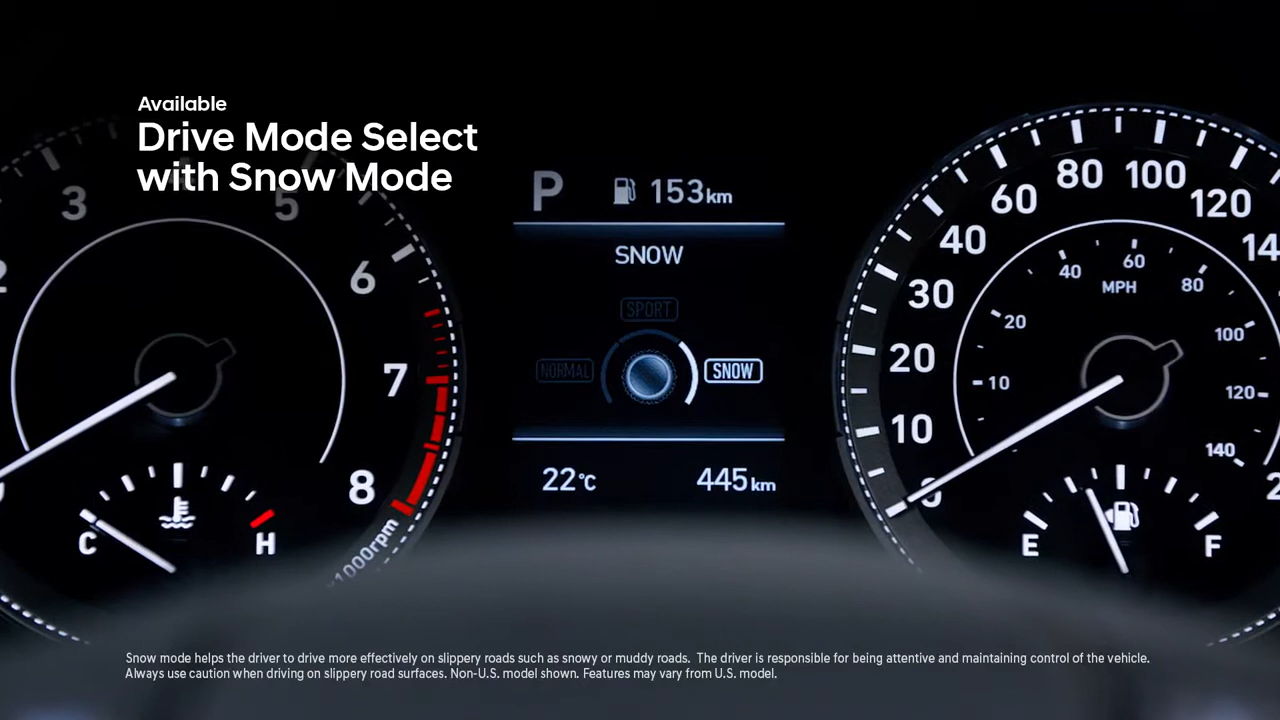 Available
Drive Mode Select
with Snow Mode
3
5
6
7
8
1000rpm
C
H
P
153km
SNOW
SPORT
NORMAL
SNOW
22°C
445km
0
10
20
30
40
60
80
100
120
14
MPH
10
20
40
60
80
100
120
140
E
F
Snow mode helps the driver to drive more effectively on slippery roads such as snowy or muddy roads. The driver is responsible for being attentive and maintaining control of the vehicle.
Always use caution when driving on slippery road surfaces. Non-U.S. model shown. Features may vary from U.S. model.